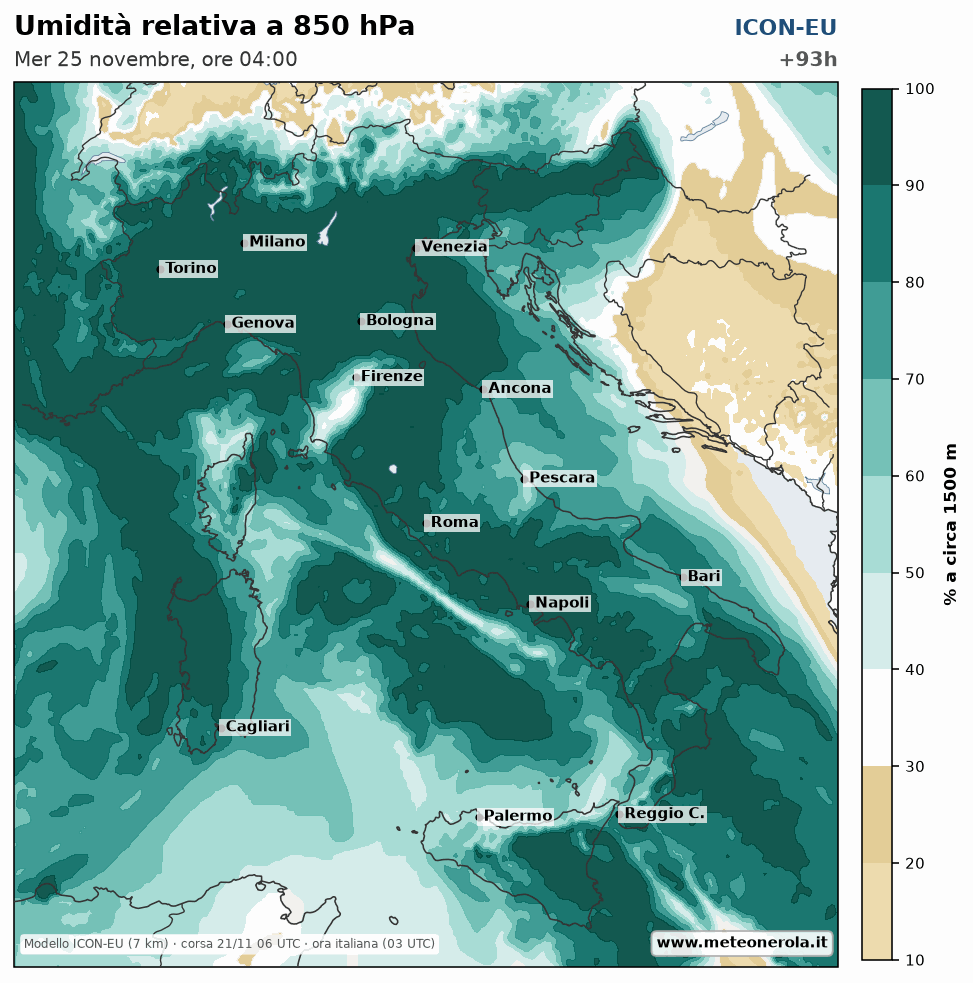 Umidità relativa a 850 hPa
ICON-EU
Mer 25 novembre, ore 04:00
+93h
100
90
80
70
60
50
40
30
20
10
% a circa 1500 m
Milano
Venezia
Torino
Genova
Bologna
Firenze
Ancona
Pescara
Roma
Bari
Napoli
Cagliari
Palermo
Reggio C.
Modello ICON-EU (7 km) · corsa 21/11 06 UTC · ora italiana (03 UTC)
www.meteonerola.it